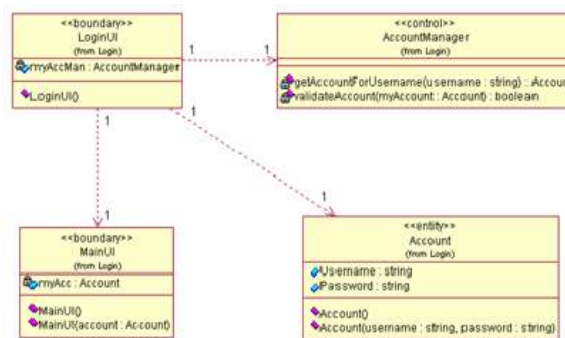 <<boundary>>
LoginUI
(from Login)
myAccMan : AccountManager
LoginUI()
1
1
<<control>>
AccountManager
(from Login)
getAccountForUsername(username : string) : Accou
validateAccount(myAccount : Account) : boolean
1
1
1
1
<<boundary>>
MainUI
(from Login)
myAcc : Account
MainUI()
MainUI(account : Account)
<<entity>>
Account
(from Login)
Username : string
Password : string
Account()
Account(username : string, password : string)